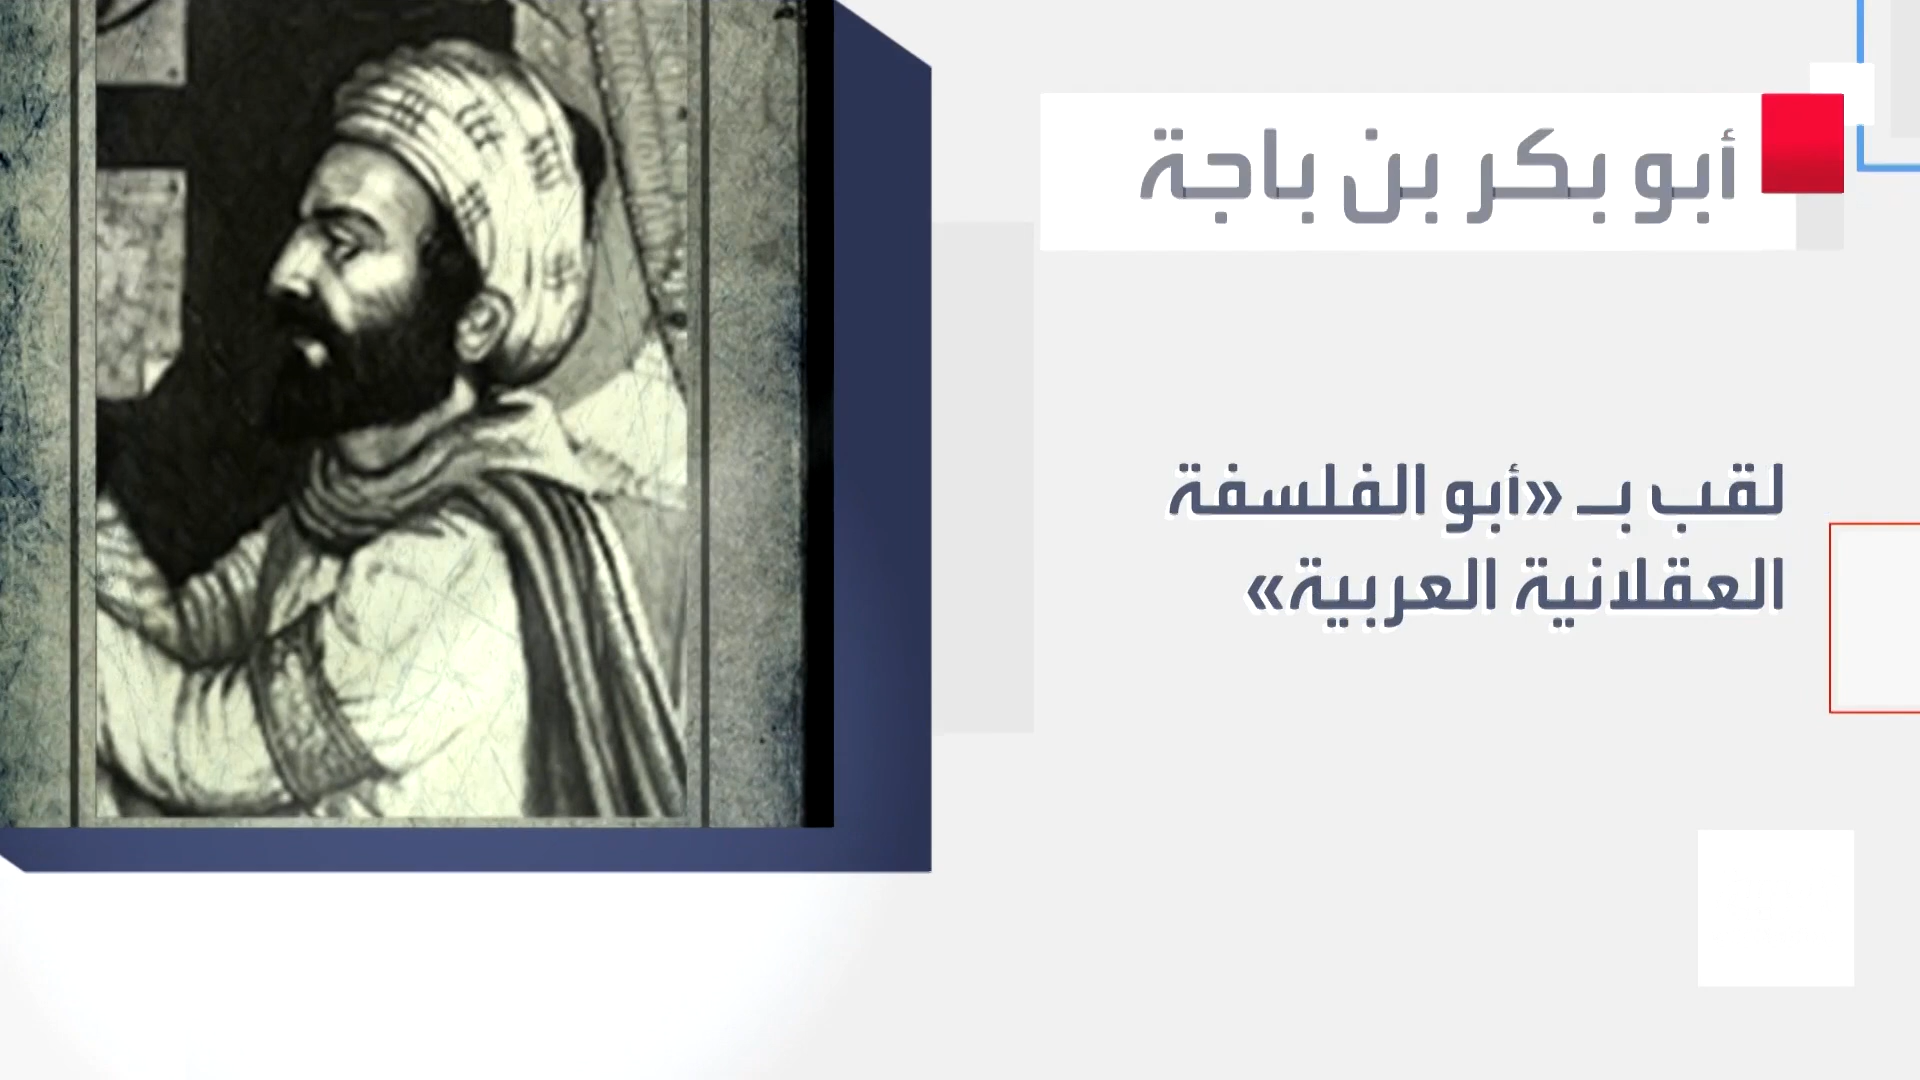 أبو بكر بن باجة
لقب بـ «أبو الفلسفة
العقلانية العربية»